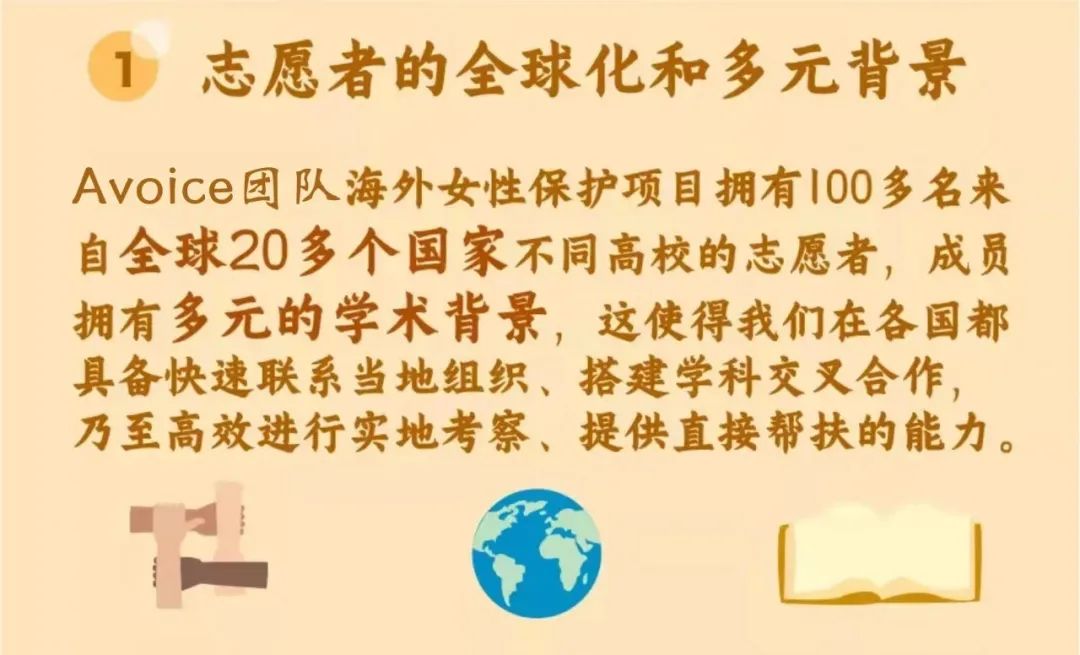 1 志愿者的全球化和多元背景
Avoice团队海外女性保护项目拥有100多名来
自全球20多个国家不同高校的志愿者，成员
拥有多元的学术背景，这使得我们在各国都
具备快速联系当地组织、搭建学科交叉合作，
乃至高效进行实地考察、提供直接帮扶的能力。